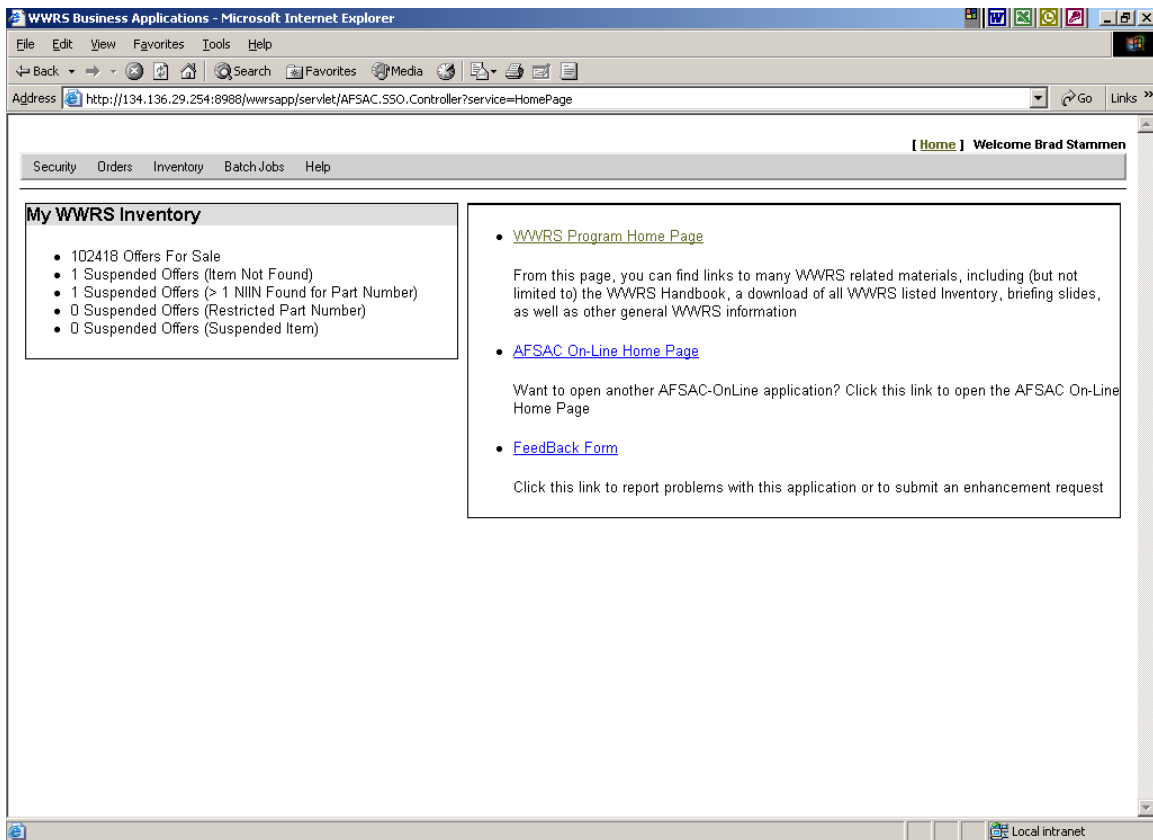 WWRS Business Applications - Microsoft Internet Explorer
File Edit View Favorites Tools Help
Back Search Favorites Media
Address http://134.136.29.254:8988/wwrsapp/servlet/AFSAC.SSO.Controller?service=HomePage Go Links »
[ Home ] Welcome Brad Stammen
Security Orders Inventory Batch Jobs Help
My WWRS Inventory
102418 Offers For Sale
1 Suspended Offers (Item Not Found)
1 Suspended Offers (> 1 NIIN Found for Part Number)
0 Suspended Offers (Restricted Part Number)
0 Suspended Offers (Suspended Item)
WWRS Program Home Page
From this page, you can find links to many WWRS related materials, including (but not
limited to) the WWRS Handbook, a download of all WWRS listed Inventory, briefing slides,
as well as other general WWRS information
AFSAC On-Line Home Page
Want to open another AFSAC-OnLine application? Click this link to open the AFSAC On-Line
Home Page
FeedBack Form
Click this link to report problems with this application or to submit an enhancement request
Local intranet